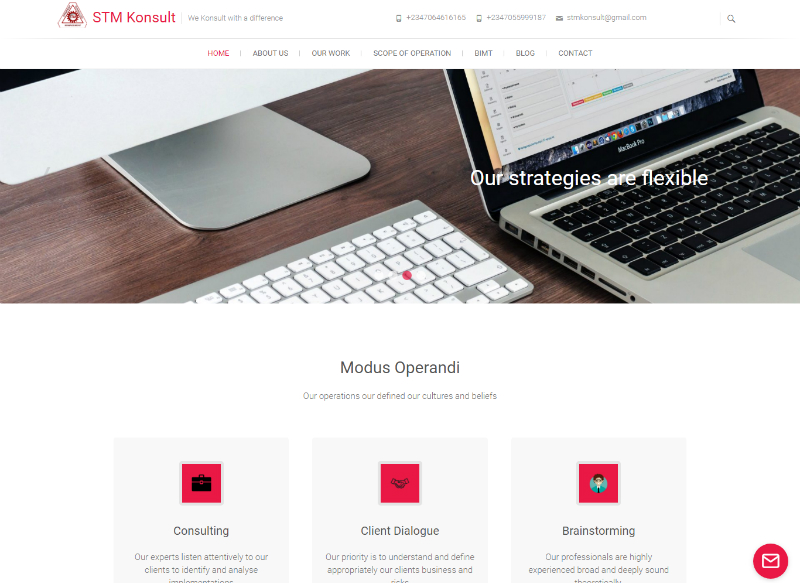 STM Konsult
We Konsult with a difference
+2347064616165
+2347055999187
stmkonsult@gmail.com
HOME
ABOUT US
OUR WORK
SCOPE OF OPERATION
BIMT
BLOG
CONTACT
MacBook Pro
Our strategies are flexible
Modus Operandi
Our operations our defined our cultures and beliefs
Consulting
Our experts listen attentively to our
clients to identify and analyse
implementations
Client Dialogue
Our priority is to understand and define
appropriately our clients business and
risks
Brainstorming
Our professionals are highly
experienced broad and deeply sound
theoretically